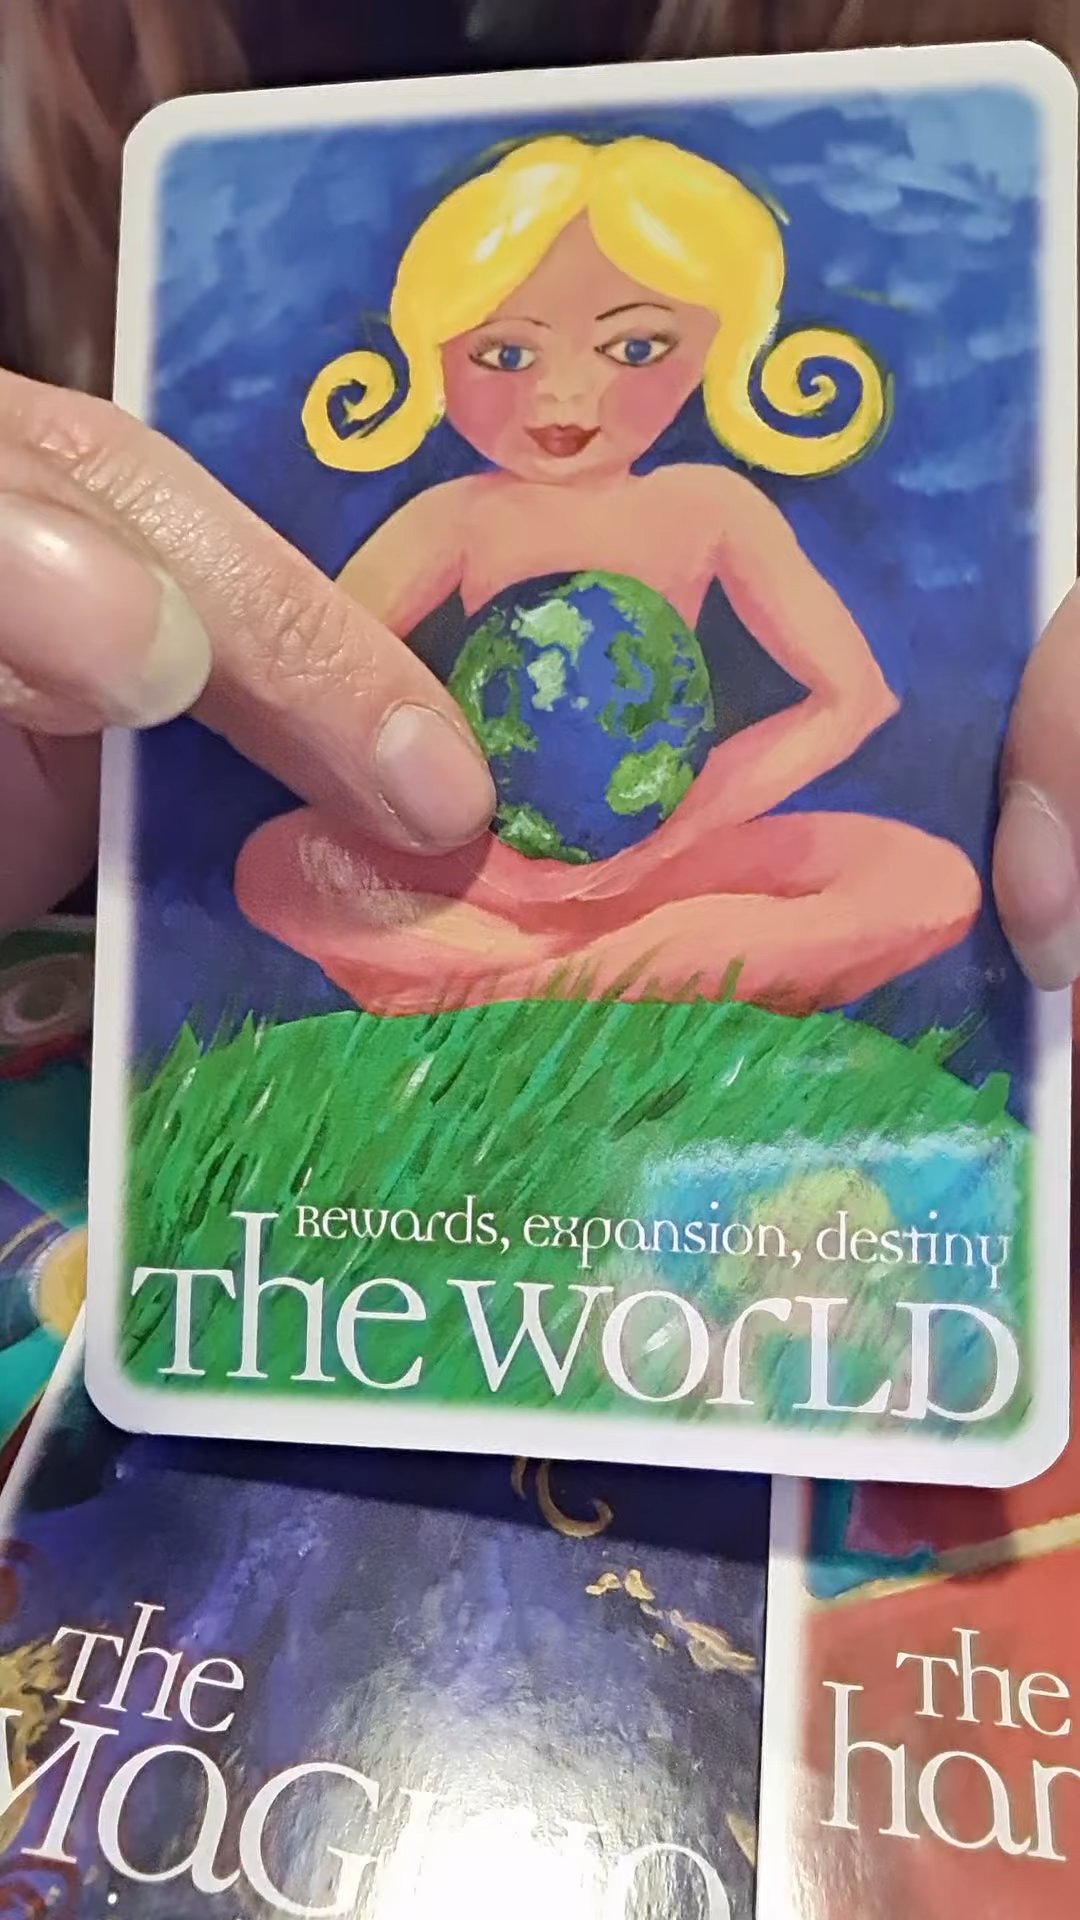 Rewards, expansion, destiny
The World
The
The